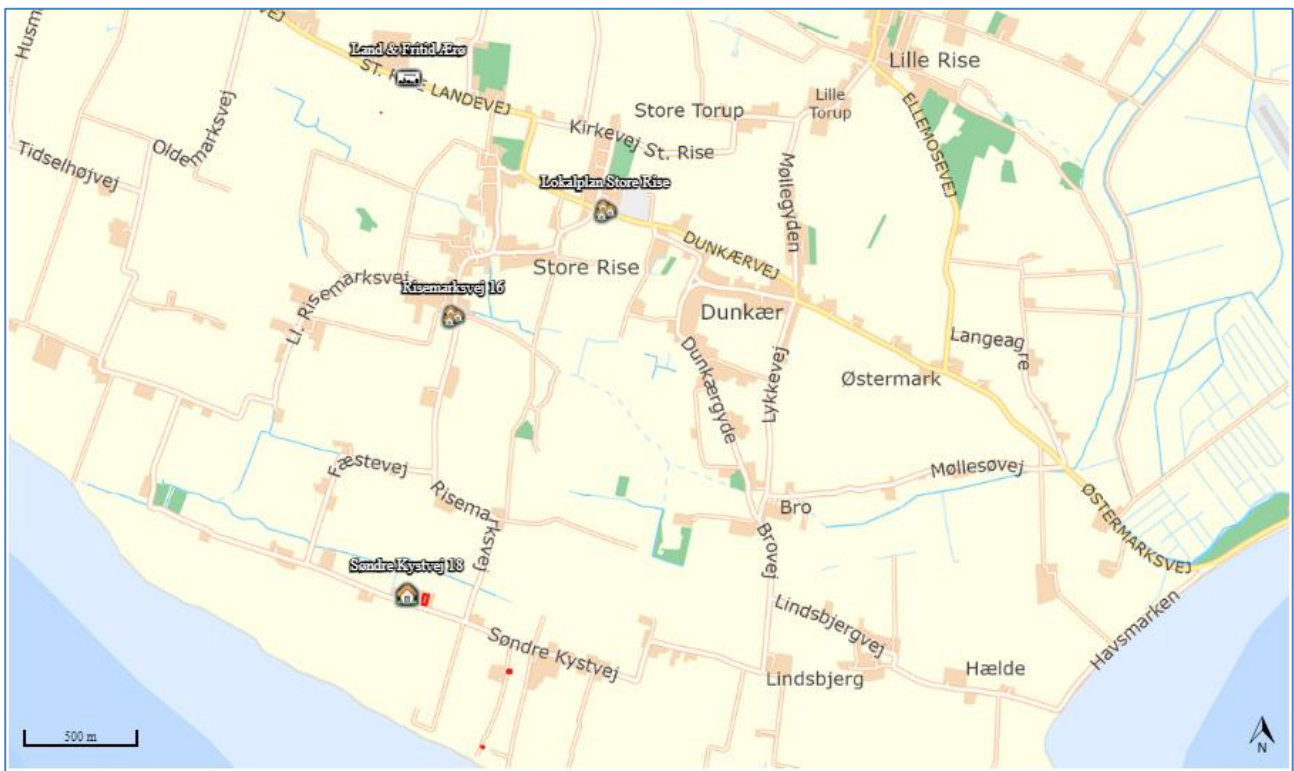 Husm
EJ
Land & Fritid Ærø
ST. LANDEVEJ
Lille Rise
Store Torup
Lille
Torup
Kirkevej St. Rise
ELLEMOSEVEJ
Oldemarksvej
Tidselhøjvej
Møllegyden
Lokalplan Store Rise
DUNKÆRVEJ
Store Rise
Ll. Risemarksvej
Risemarksvej 16
Dunkær
Langeagre
Østermark
Dunkærgyde
Lykkevej
Fæstevej
Møllesøvej
Risemarksvej
Bro
ØSTERMARKSVEJ
Brovej
Søndre Kystvej 18
Lindsbjergvej
Havsmarken
Søndre Kystvej
Lindsbjerg
Hælde
500 m
N